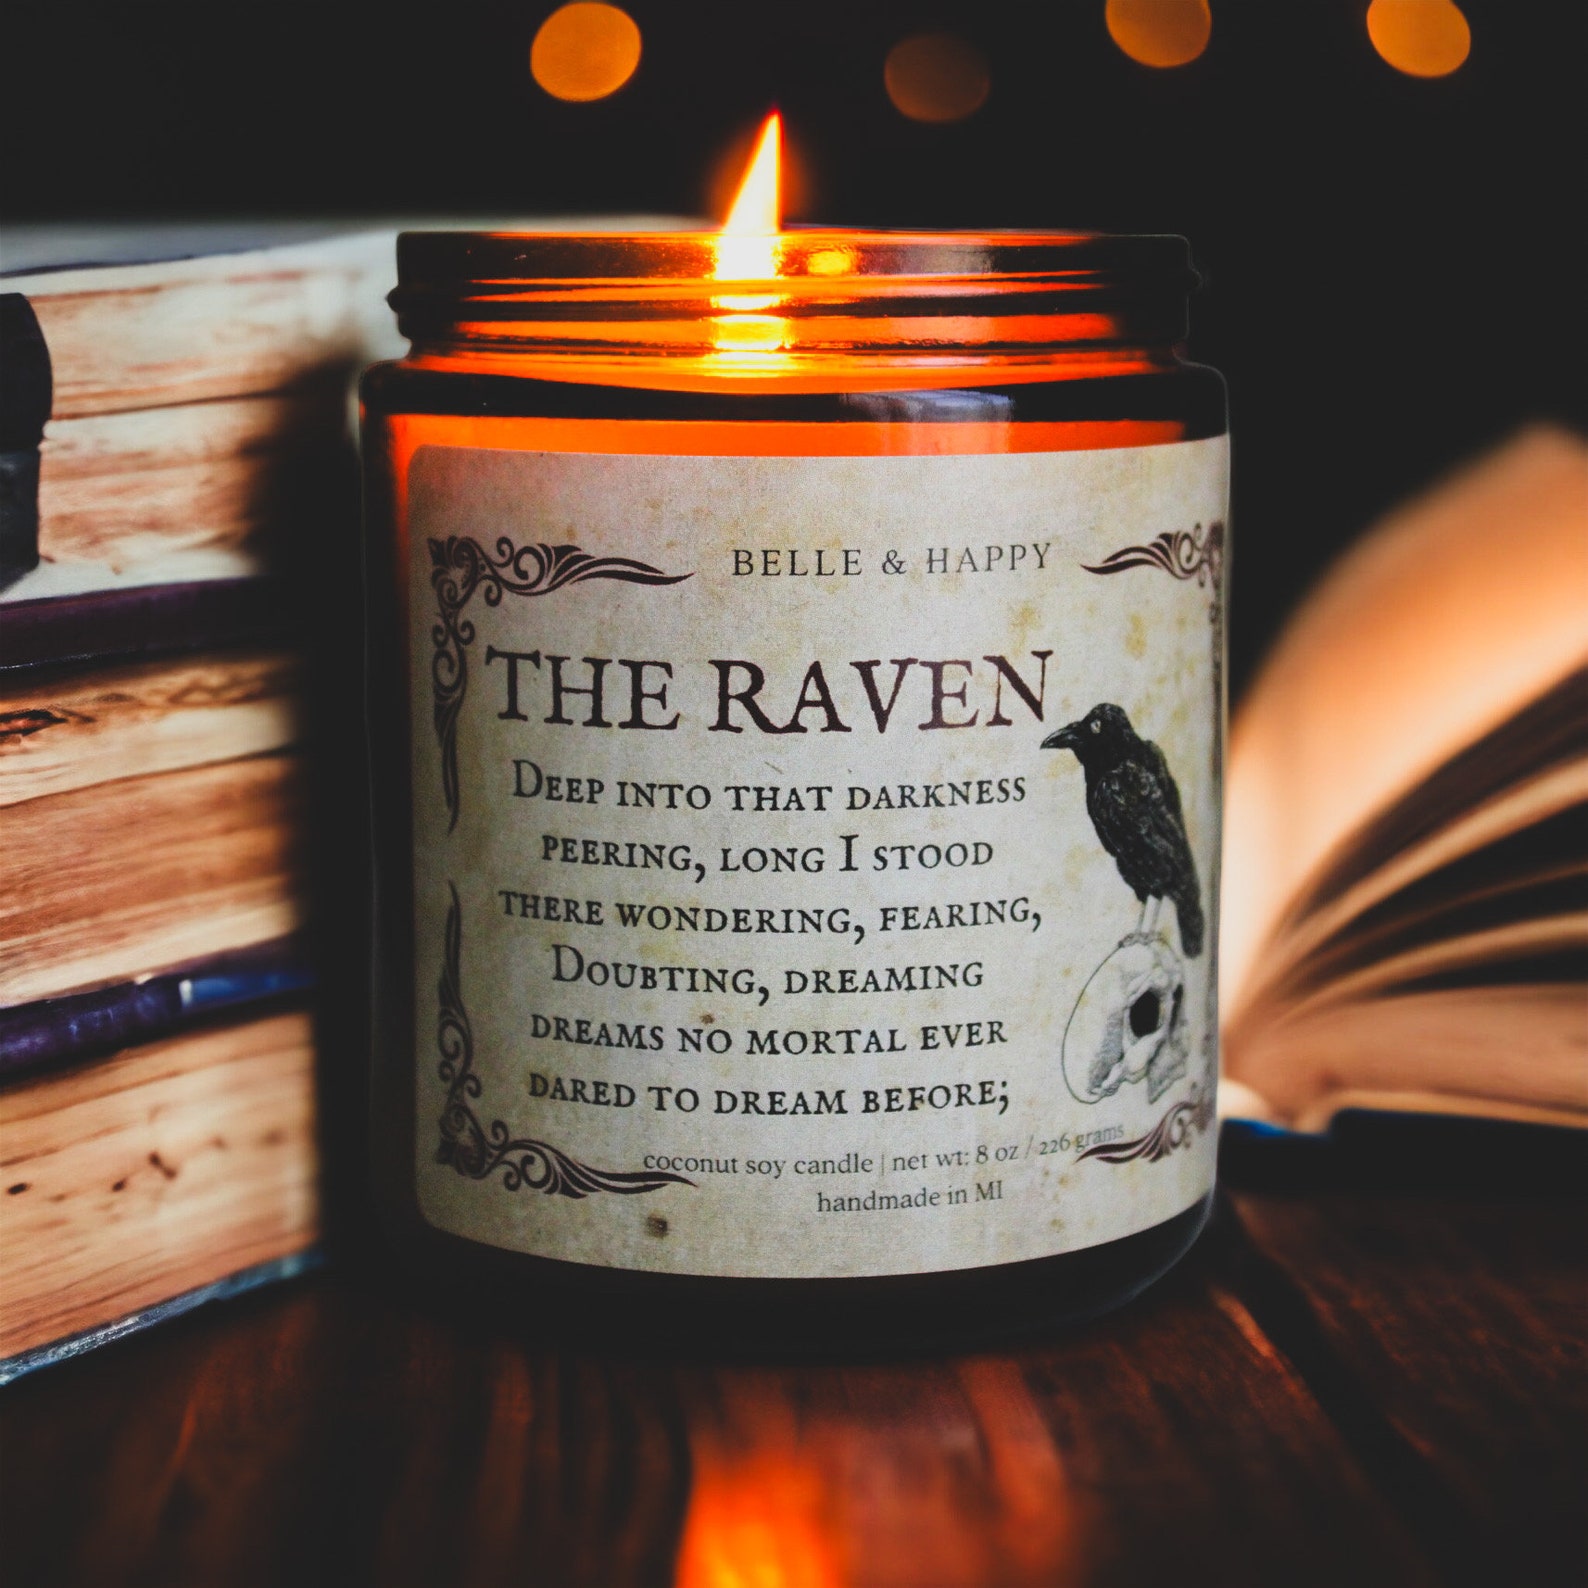 BELLE & HAPPY
THE RAVEN
DEEP INTO THAT DARKNESS
PEERING, LONG I STOOD
THERE WONDERING, FEARING,
DOUBTING, DREAMING
DREAMS NO MORTAL EVER
DARED TO DREAM BEFORE;
coconut soy candle | net wt: 8 oz / 226 grams
handmade in MI